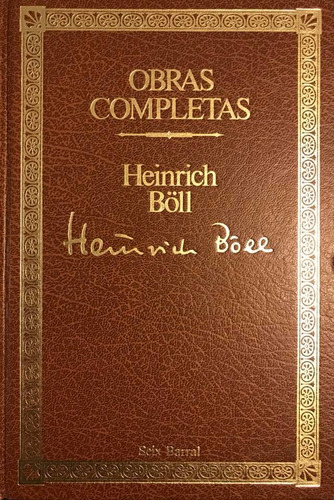 OBRAS
COMPLETAS
Heinrich
Böll
Heinrich Böll
Seix Barral